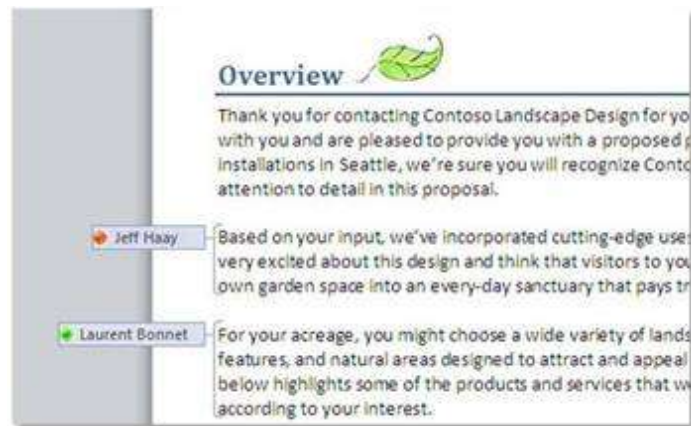 Overview
Thank you for contacting Contoso Landscape Design for yo
with you and are pleased to provide you with a proposed p
installations in Seattle, we're sure you will recognize Conto
attention to detail in this proposal.
Jeff Haay
Based on your input, we've incorporated cutting-edge uses
very excited about this design and think that visitors to you
own garden space into an every-day sanctuary that pays tr
Laurent Bonnet
For your acreage, you might choose a wide variety of lands
features, and natural areas designed to attract and appeal
below highlights some of the products and services that we
according to your interest.